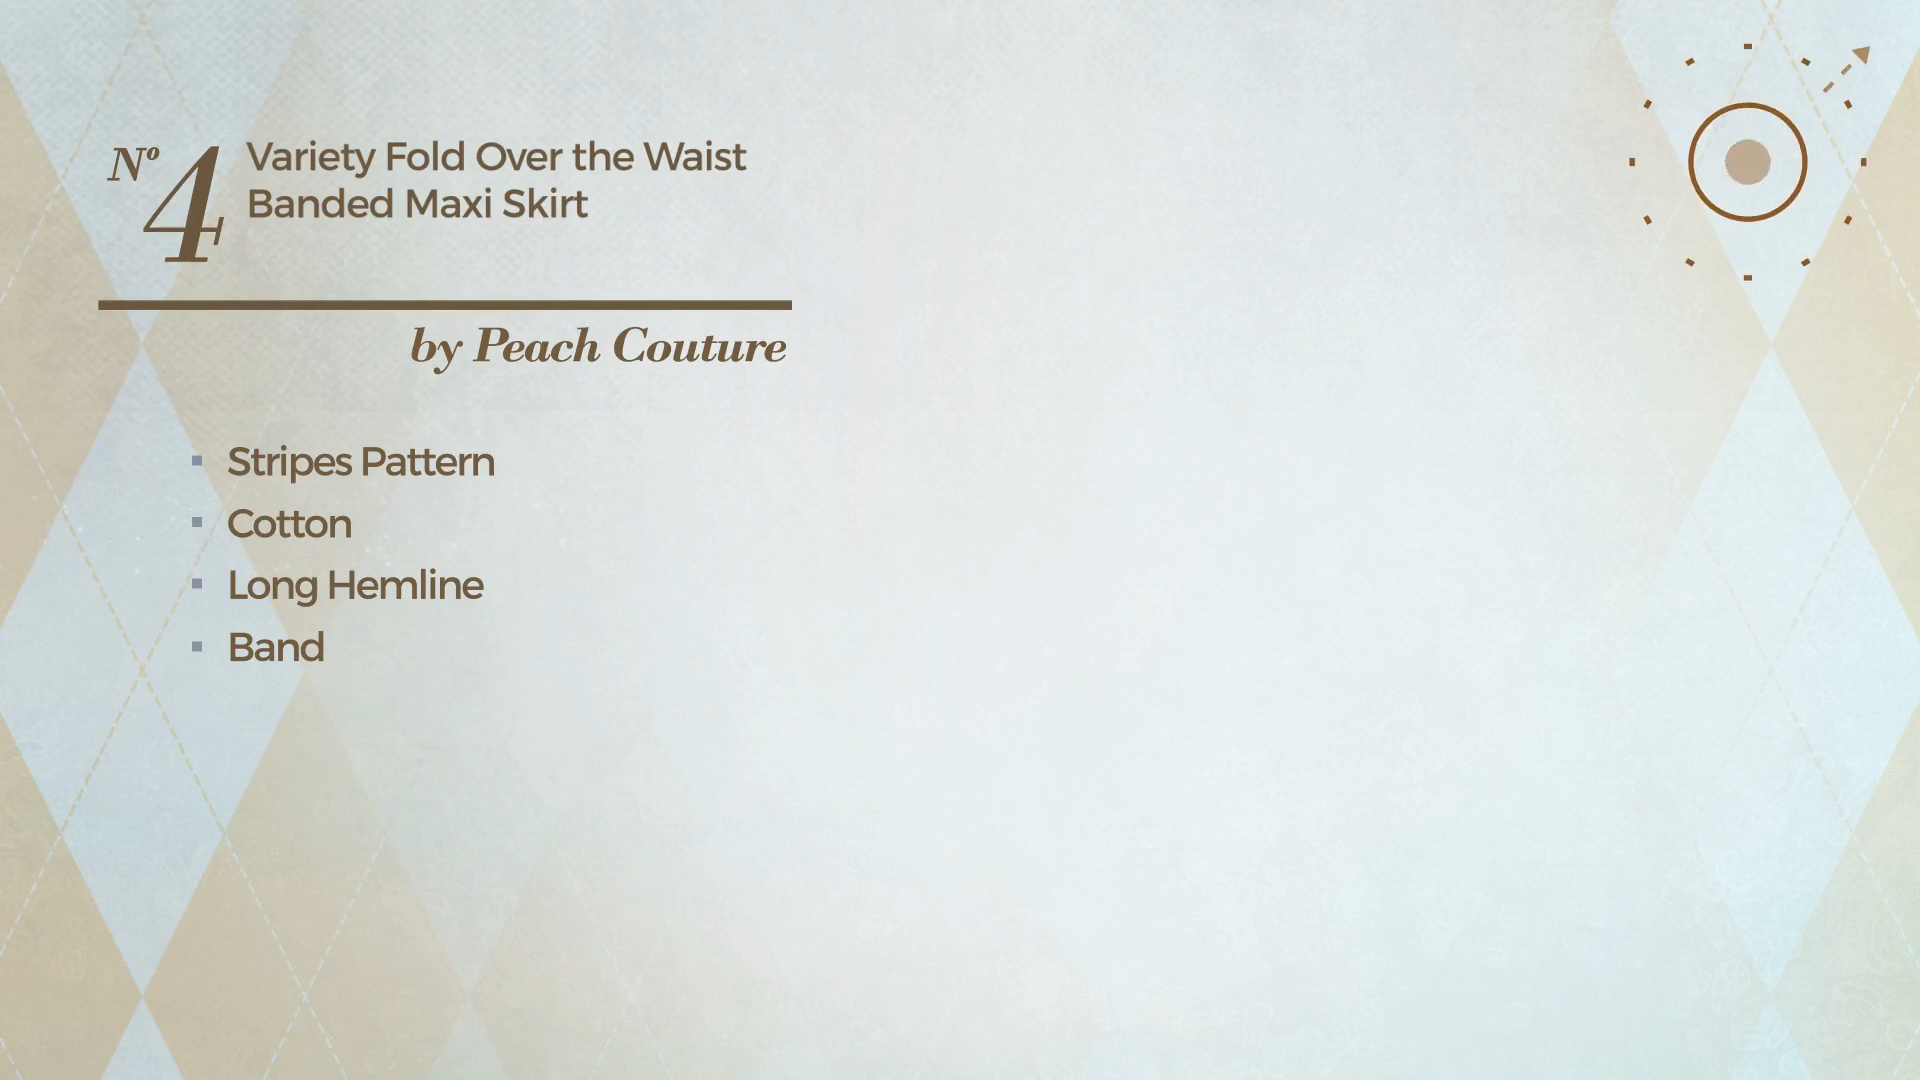 Nº 4 Variety Fold Over the Waist
Banded Maxi Skirt
by Peach Couture
▪ Stripes Pattern
▪ Cotton
▪ Long Hemline
▪ Band